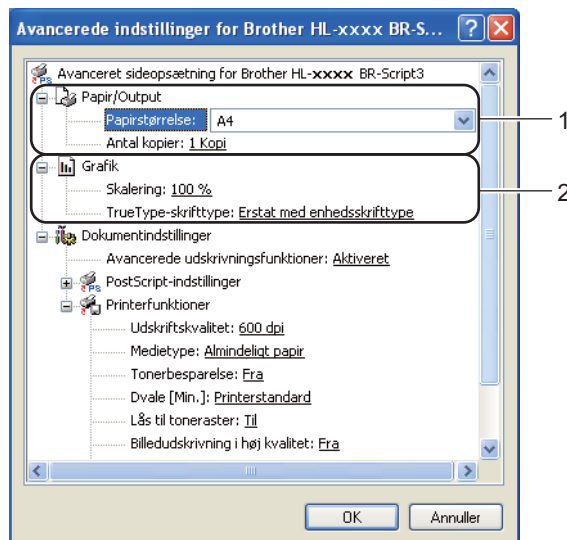 Avancerede indstillinger for Brother HL-xxxx BR-S...
Avanceret sideopsætning for Brother HL-xxxx BR-Script3
Papir/Output
Papirstørrelse: A4
1
Antal kopier: 1 Kopi
Grafik
Skalering: 100 %
2
TrueType-skrifttype: Erstat med enhedsskrifttype
Dokumentindstillinger
Avancerede udskrivningsfunktioner: Aktiveret
PostScript-indstillinger
Printerfunktioner
Udskriftskvalitet: 600 dpi
Medietype: Almindeligt papir
Tonerbesparelse: Fra
Dvale [Min.]: Printerstandard
Lås til toneraster: Til
Billedudskrivning i høj kvalitet: Fra
OK Annuller